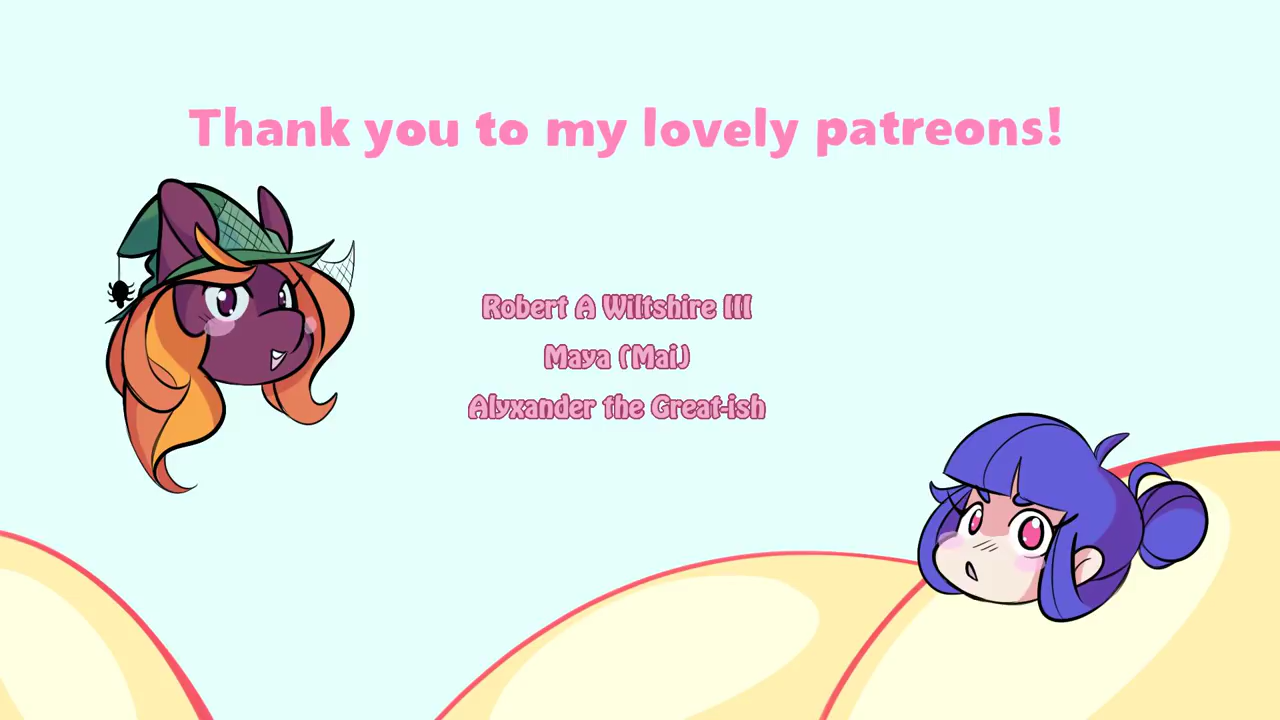 Thank you to my lovely patreons!
Robert A Wiltshire III
Maya (Mai)
Alyxander the Great-ish